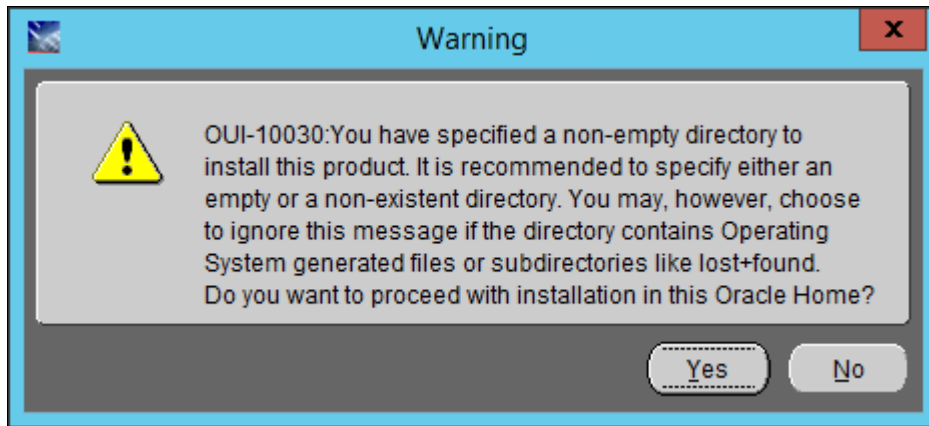 Warning
x
OUI-10030:You have specified a non-empty directory to
install this product. It is recommended to specify either an
empty or a non-existent directory. You may, however, choose
to ignore this message if the directory contains Operating
System generated files or subdirectories like lost+found.
Do you want to proceed with installation in this Oracle Home?
Yes No